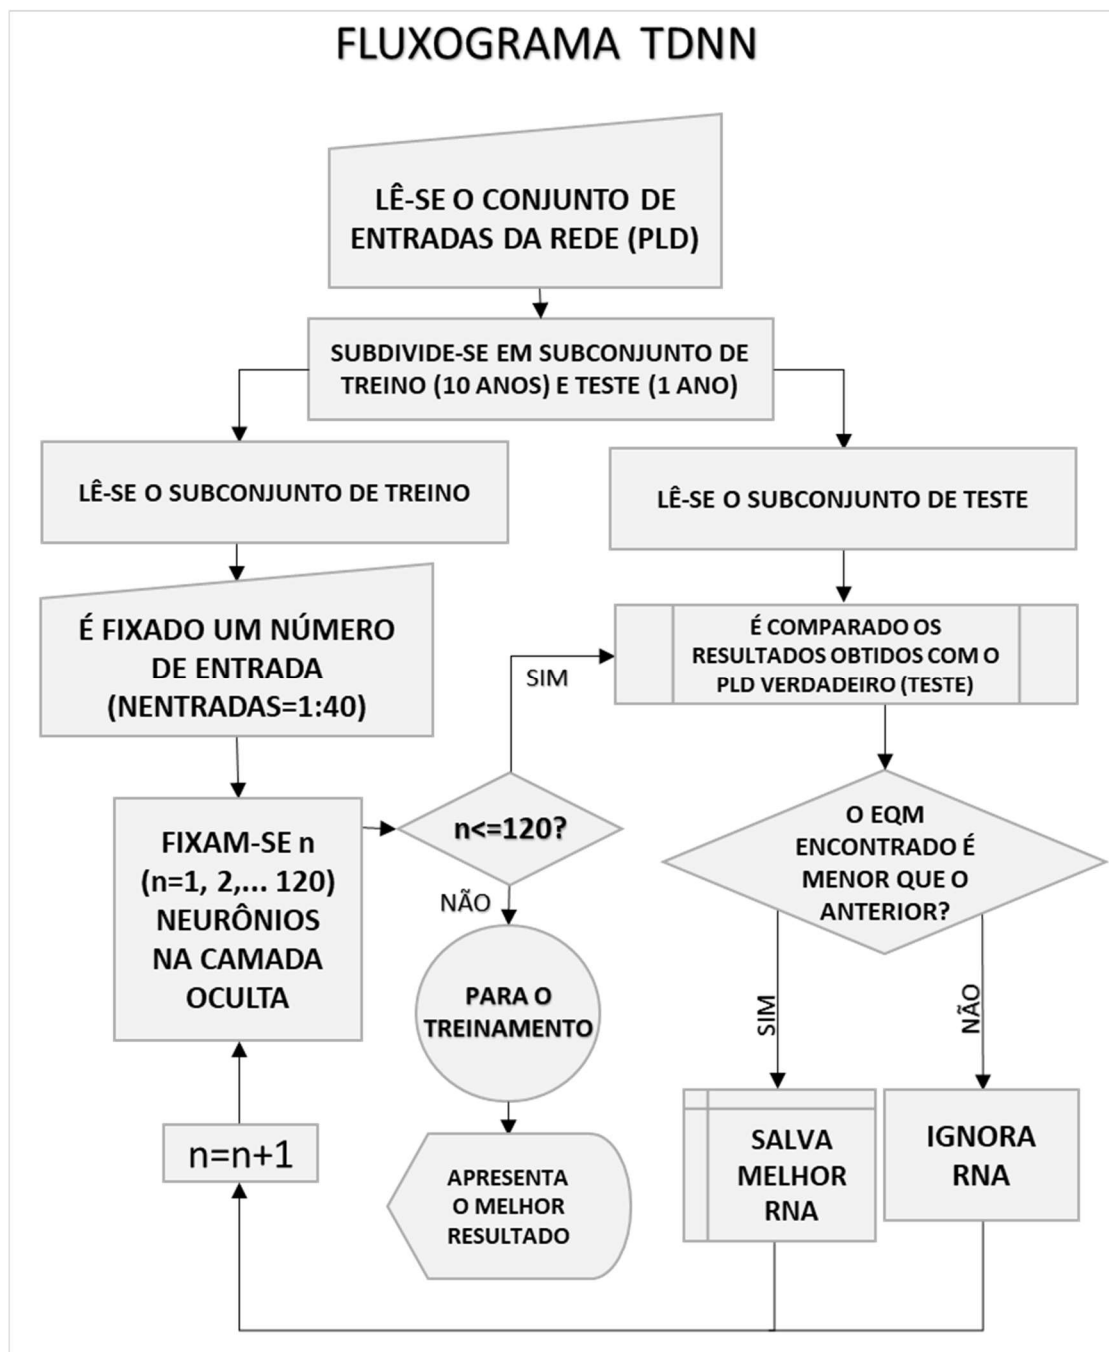 FLUXOGRAMA TDNN
LÊ-SE O CONJUNTO DE
ENTRADAS DA REDE (PLD)
SUBDIVIDE-SE EM SUBCONJUNTO DE
TREINO (10 ANOS) E TESTE (1 ANO)
LÊ-SE O SUBCONJUNTO DE TREINO
LÊ-SE O SUBCONJUNTO DE TESTE
É FIXADO UM NÚMERO
DE ENTRADA
(NENTRADAS=1:40)
SIM
É COMPARADO OS
RESULTADOS OBTIDOS COM O
PLD VERDADEIRO (TESTE)
FIXAM-SE n
(n=1, 2,... 120)
NEURÔNIOS
NA CAMADA
OCULTA
n<=120?
NÃO
O EQM
ENCONTRADO É
MENOR QUE O
ANTERIOR?
PARA O
TREINAMENTO
SIM
NÃO
n=n+1
APRESENTA
O MELHOR
RESULTADO
SALVA
MELHOR
RNA
IGNORA
RNA